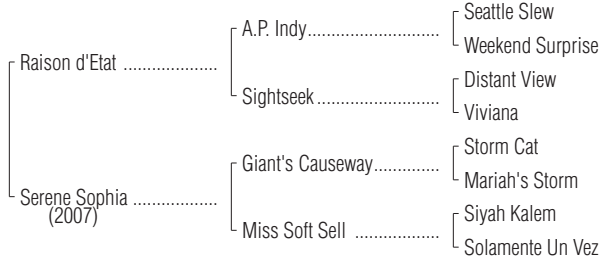 Seattle Slew
A.P. Indy..............................
Weekend Surprise
Raison d'Etat .....................
Distant View
Sightseek............................
Viviana
Storm Cat
Giant's Causeway...............
Mariah's Storm
Serene Sophia ...................
(2007)
Siyah Kalem
Miss Soft Sell ...................
Solamente Un Vez